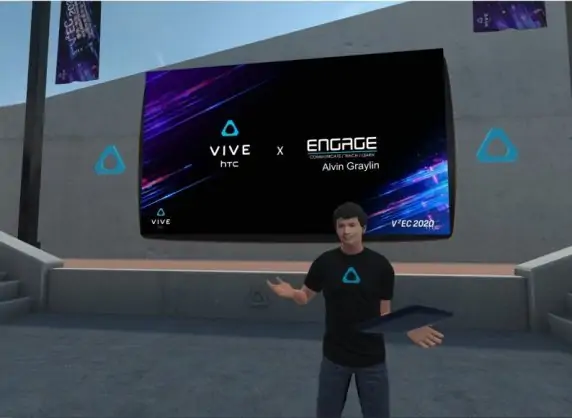 VIVE
hTC
X
ENGAGE
COMMUNICATE / TEACH / LEARN
Alvin Graylin
VIVE
V²EC 2020